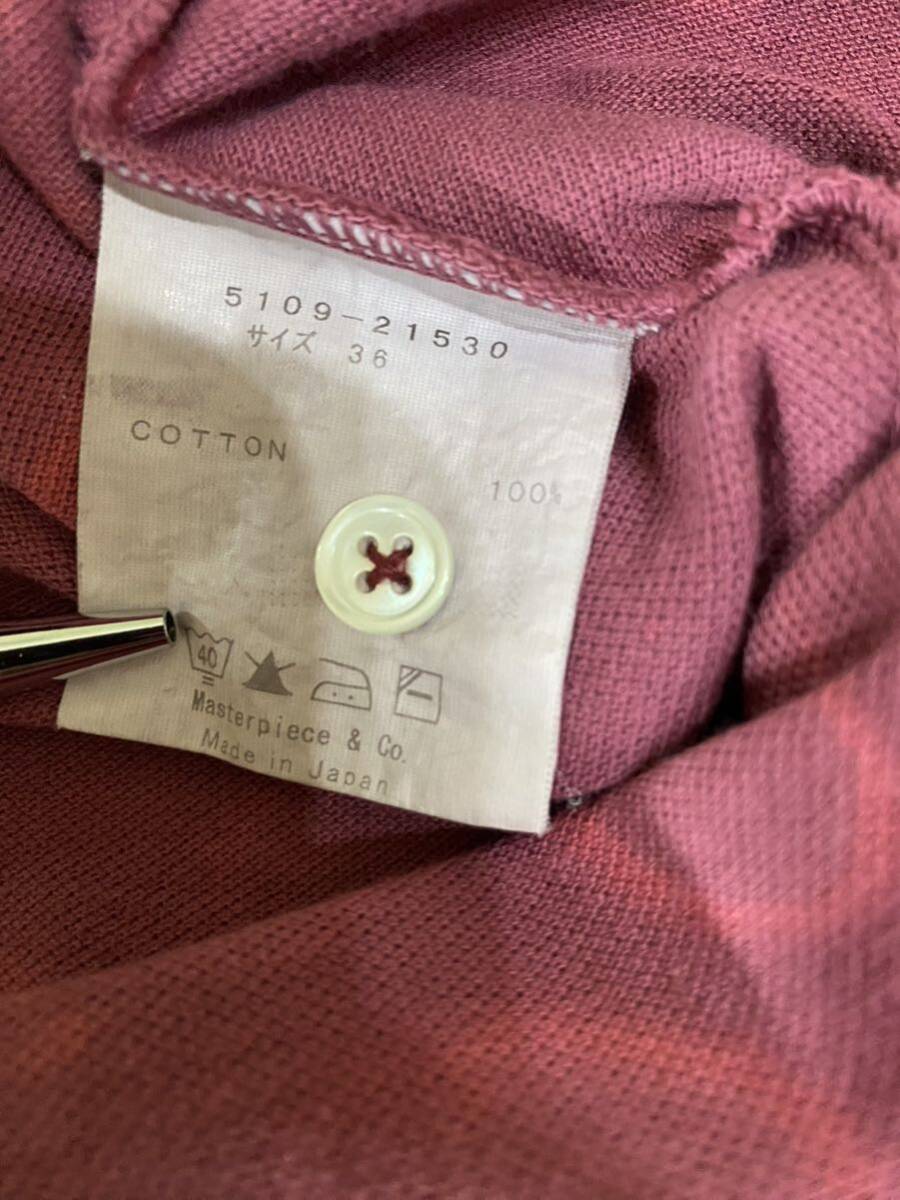 5109-21530
サイズ 36
COTTON 100%
40
Masterpiece & Co.
Made in Japan